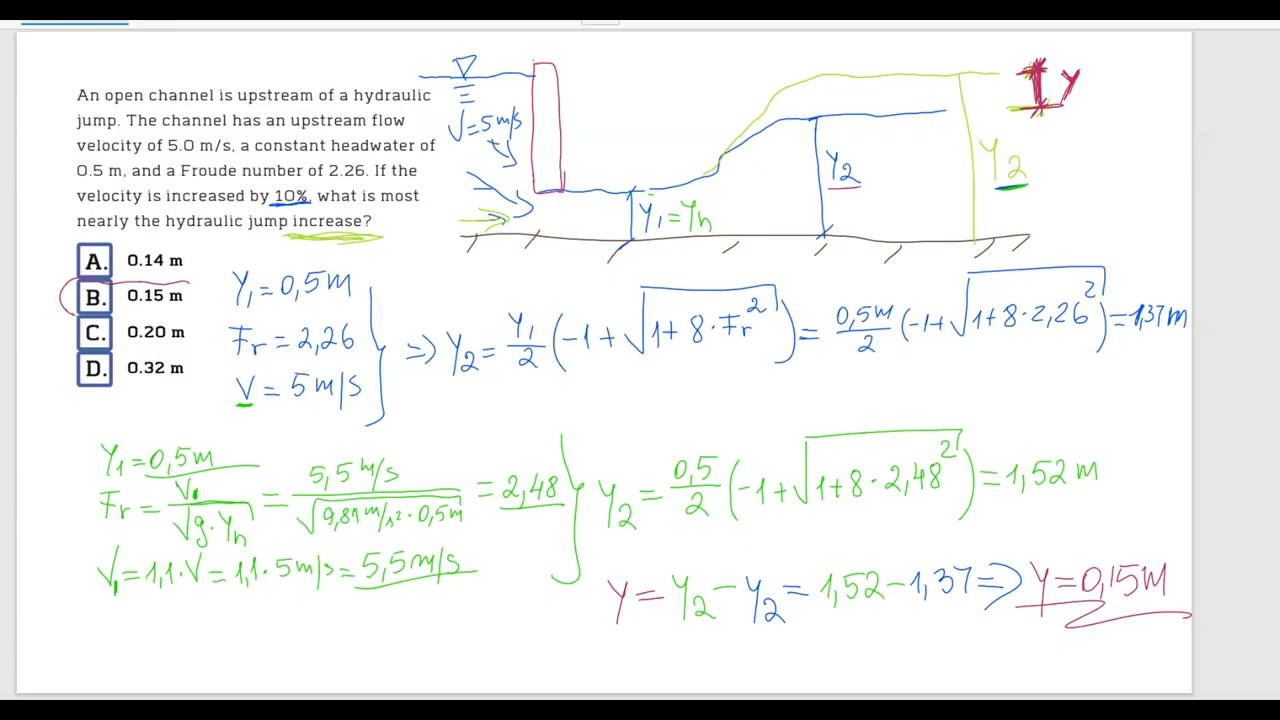 An open channel is upstream of a hydraulic
jump. The channel has an upstream flow
velocity of 5.0 m/s, a constant headwater of
0.5 m, and a Froude number of 2.26. If the
velocity is increased by 10%, what is most
nearly the hydraulic jump increase?
A. 0.14 m
B. 0.15 m
C. 0.20 m
D. 0.32 m
V=5m/s
Y1=Yn
Y2
Y2
y
Y1=0,5m
Fr=2,26
V=5m/s
=> Y2=Y1/2(-1+√(1+8·Fr²))=0,5m/2(-1+√(1+8·2,26²))=1,37m
Y1=0,5m
Fr=V1/√(g·Yn)=5,5m/s/√(9,81m/s²·0,5m)=2,48
V1=1,1·V=1,1·5m/s=5,5m/s
Y2=0,5/2(-1+√(1+8·2,48²))=1,52m
y=Y2-Y2=1,52-1,37=>y=0,15m